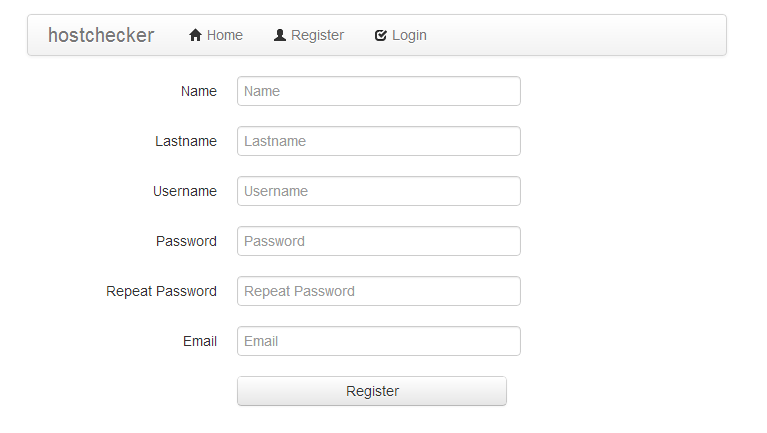 hostchecker Home Register Login
Name Name
Lastname Lastname
Username Username
Password Password
Repeat Password Repeat Password
Email Email
Register